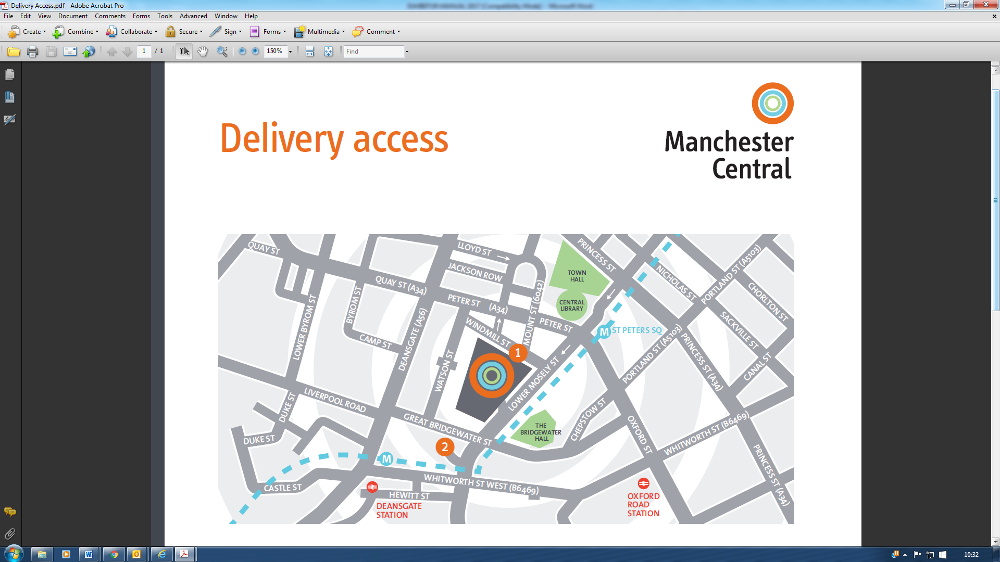 Delivery Access.pdf - Adobe Acrobat Pro
File Edit View Document Comments Forms Tools Advanced Window Help
Create Combine Collaborate Secure Sign Forms Multimedia Comment
1 / 1 150% Find
Delivery access
Manchester
Central
QUAY ST
LLOYD ST
PRINCESS ST
JACKSON ROW
TOWN
HALL
NICHOLAS ST
PORTLAND ST (A5103)
CHORLTON ST
QUAY ST (A34)
BYROM ST
LOWER BYROM ST
PETER ST (A34)
MOUNT ST (6042)
CENTRAL
LIBRARY
PETER ST
SACKVILLE ST
DEANSGATE (A56)
CAMP ST
WINDMILL ST
M ST PETERS SQ
PORTLAND ST (A5103)
PRINCESS ST (A34)
CANAL ST
1
WATSON ST
LOWER MOSELY ST
LIVERPOOL ROAD
DUKE ST
GREAT BRIDGEWATER ST
THE
BRIDGEWATER
HALL
CHEPSTOW ST
OXFORD ST
WHITWORTH ST (B6469)
DUKE ST
2
M
PRINCESS ST (A34)
CASTLE ST
WHITWORTH ST WEST (B6469)
HEWITT ST
DEANSGATE
STATION
OXFORD
ROAD
STATION
10:32